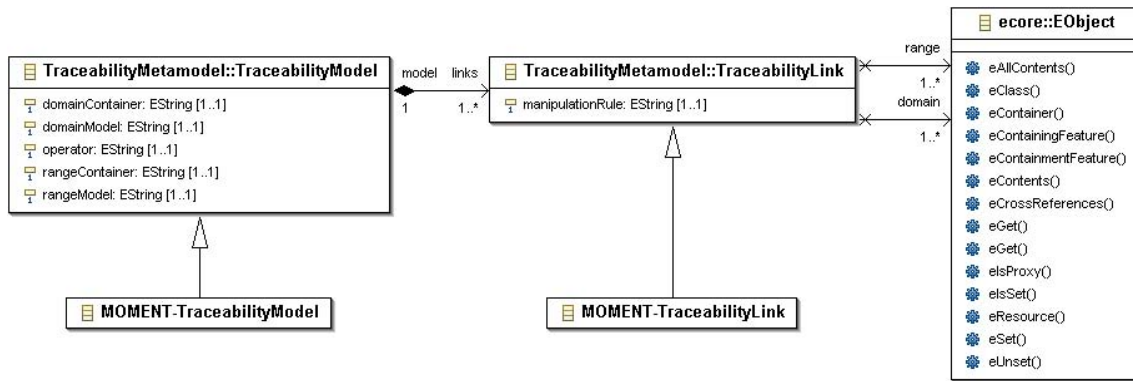 TraceabilityMetamodel::TraceabilityModel
domainContainer: EString [1..1]
domainModel: EString [1..1]
operator: EString [1..1]
rangeContainer: EString [1..1]
rangeModel: EString [1..1]
model links
1 1..*
TraceabilityMetamodel::TraceabilityLink
manipulationRule: EString [1..1]
range
1..*
domain
1..*
ecore::EObject
eAllContents()
eClass()
eContainer()
eContainingFeature()
eContainmentFeature()
eContents()
eCrossReferences()
eGet()
eGet()
eIsProxy()
eIsSet()
eResource()
eSet()
eUnset()
MOMENT-TraceabilityModel
MOMENT-TraceabilityLink